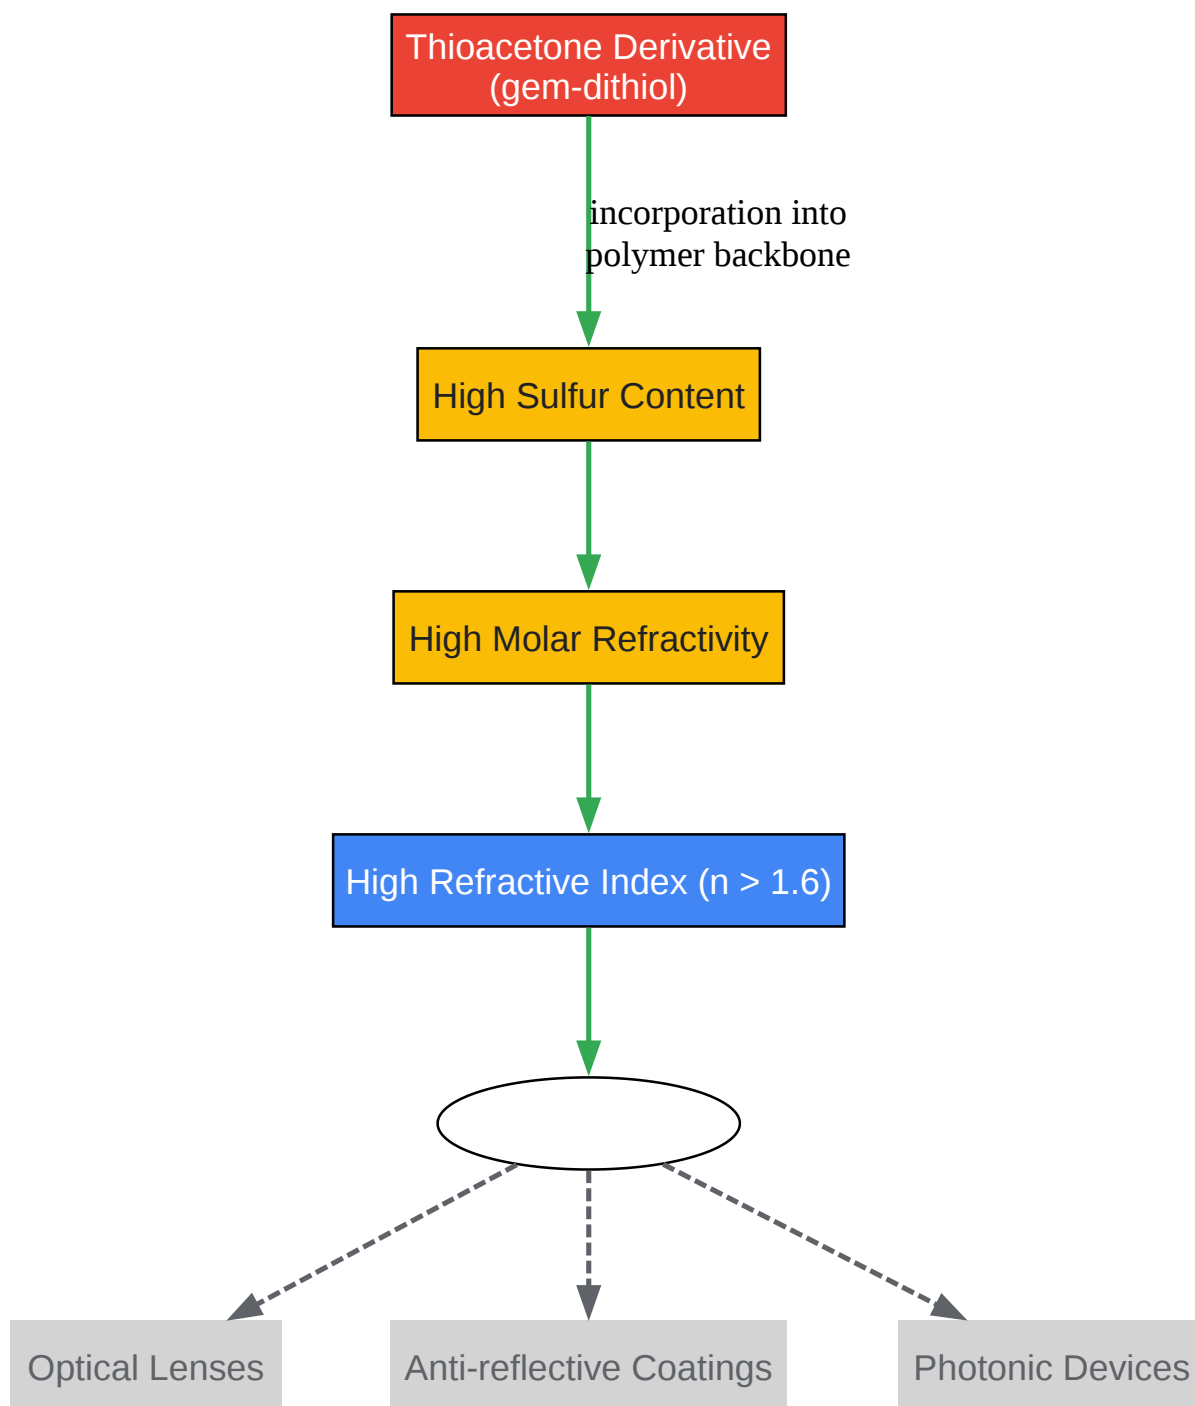 Thioacetone Derivative
(gem-dithiol)
incorporation into
polymer backbone
High Sulfur Content
High Molar Refractivity
High Refractive Index (n > 1.6)
Optical Lenses
Anti-reflective Coatings
Photonic Devices